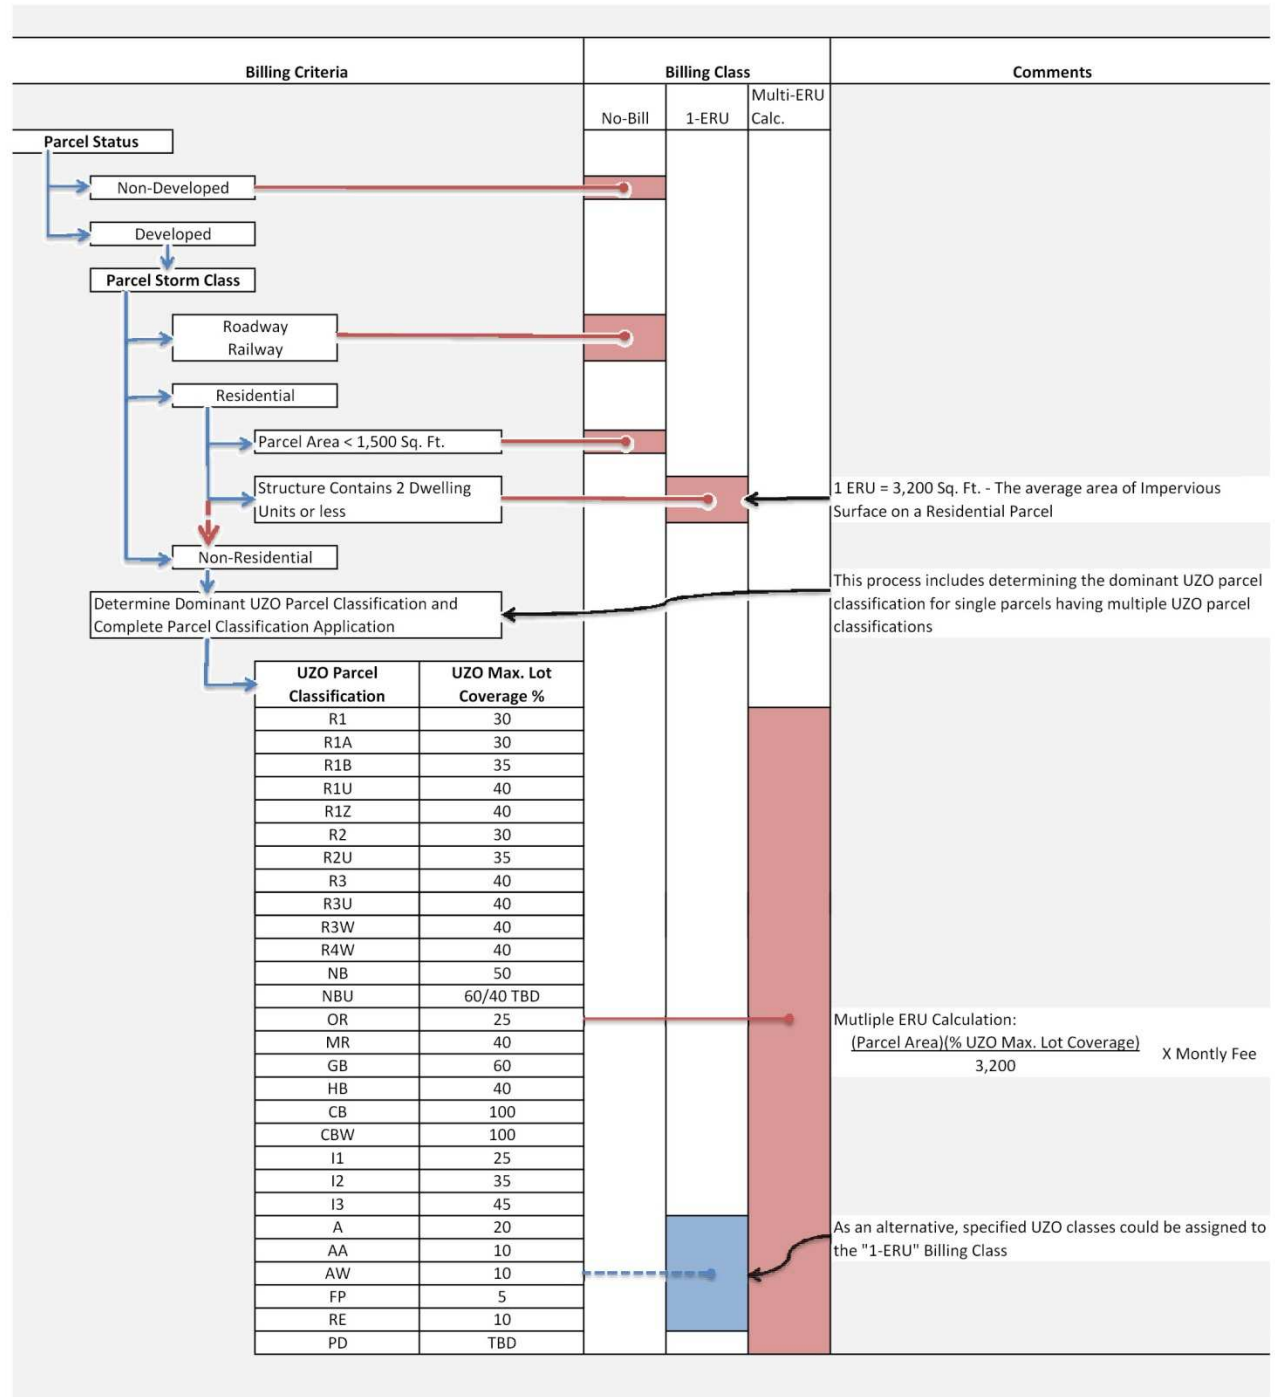 Billing Criteria
Billing Class
Comments
No-Bill
1-ERU
Multi-ERU
Calc.
Parcel Status
Non-Developed
Developed
Parcel Storm Class
Roadway
Railway
Residential
Parcel Area < 1,500 Sq. Ft.
Structure Contains 2 Dwelling
Units or less
1 ERU = 3,200 Sq. Ft. - The average area of Impervious
Surface on a Residential Parcel
Non-Residential
Determine Dominant UZO Parcel Classification and
Complete Parcel Classification Application
This process includes determining the dominant UZO parcel
classification for single parcels having multiple UZO parcel
classifications
UZO Parcel
Classification
UZO Max. Lot
Coverage %
R1 30
R1A 30
R1B 35
R1U 40
R1Z 40
R2 30
R2U 35
R3 40
R3U 40
R3W 40
R4W 40
NB 50
NBU 60/40 TBD
OR 25
MR 40
GB 60
HB 40
CB 100
CBW 100
I1 25
I2 35
I3 45
A 20
AA 10
AW 10
FP 5
RE 10
PD TBD
Mutliple ERU Calculation:
(Parcel Area)(% UZO Max. Lot Coverage)
3,200
X Montly Fee
As an alternative, specified UZO classes could be assigned to
the "1-ERU" Billing Class